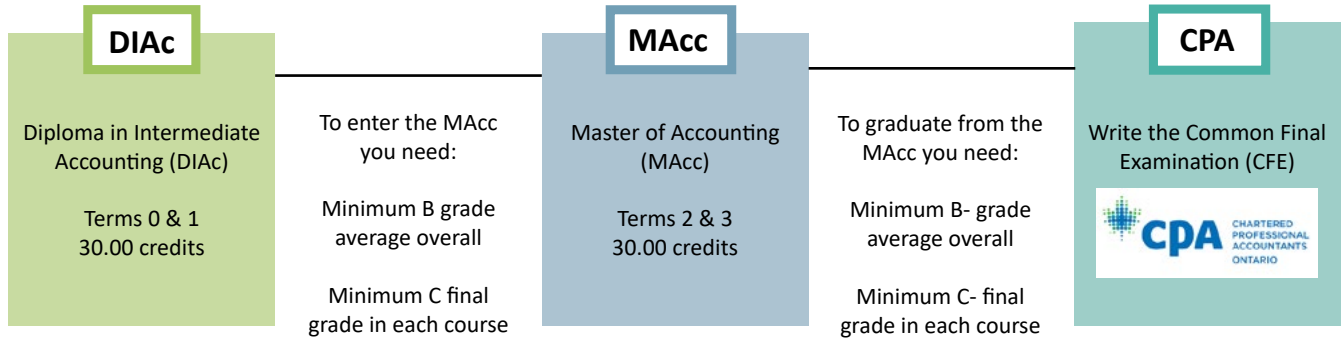 DIAc
Diploma in Intermediate
Accounting (DIAc)
Terms 0 & 1
30.00 credits
To enter the MAcc
you need:
Minimum B grade
average overall
Minimum C final
grade in each course
MAcc
Master of Accounting
(MAcc)
Terms 2 & 3
30.00 credits
To graduate from the
MAcc you need:
Minimum B- grade
average overall
Minimum C- final
grade in each course
CPA
Write the Common Final
Examination (CFE)
CPA
CHARTERED
PROFESSIONAL
ACCOUNTANTS
ONTARIO